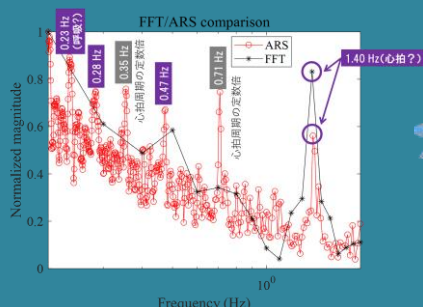 FFT/ARS comparison
0.23 Hz
(呼吸?)
0.28 Hz
0.35 Hz
心拍周期の定数倍
0.47 Hz
0.71 Hz
心拍周期の定数倍
ARS
FFT
1.40 Hz(心拍？)
Normalized magnitude
1
0.8
0.6
0.4
0.2
0
10⁰
Frequency (Hz)